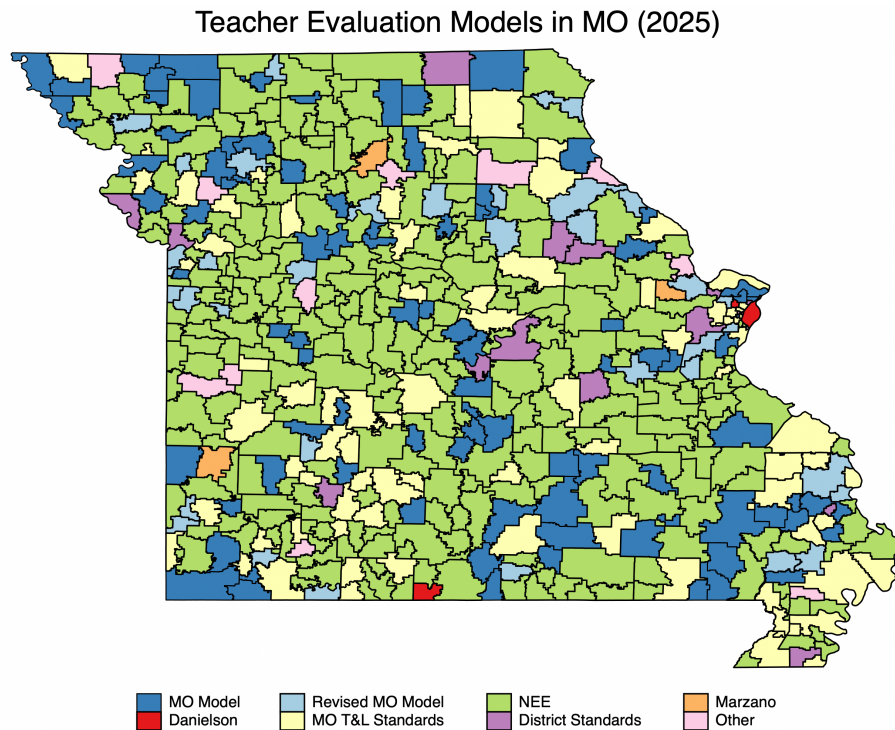 Teacher Evaluation Models in MO (2025)
MO Model Revised MO Model NEE Marzano
Danielson MO T&L Standards District Standards Other